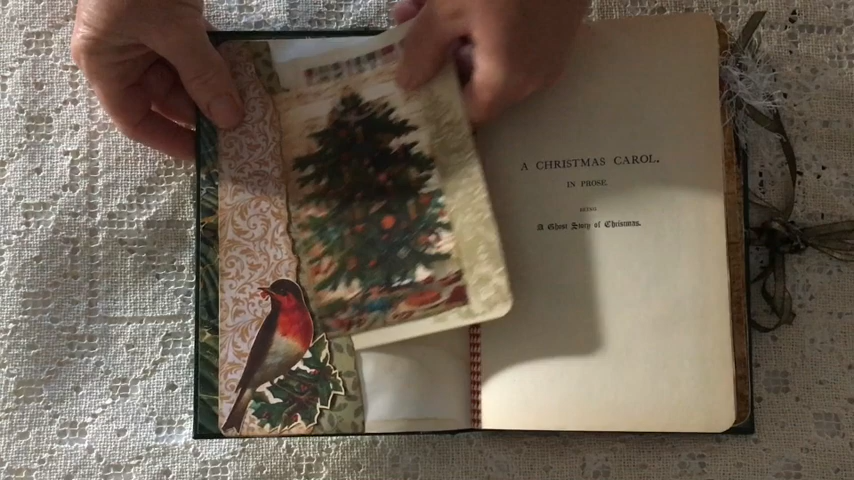 A CHRISTMAS CAROL.
IN PROSE.
BEING
A Ghost Story of Christmas.